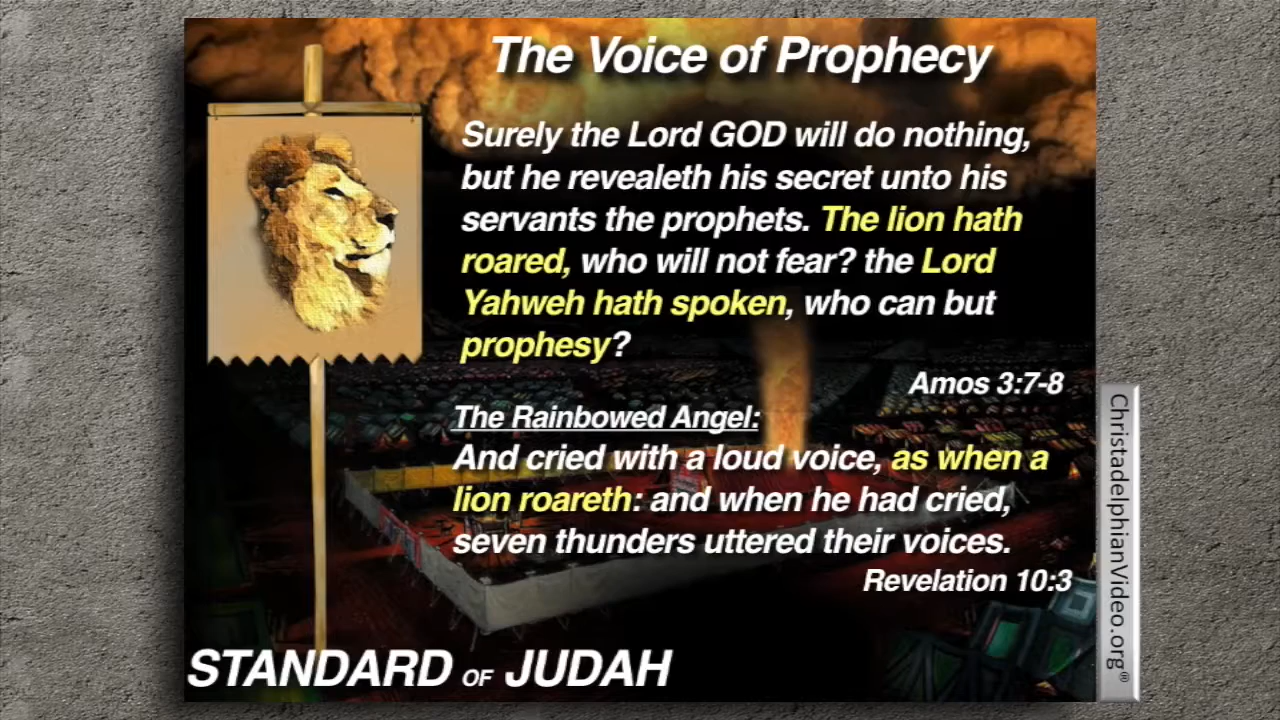 The Voice of Prophecy
Surely the Lord GOD will do nothing,
but he revealeth his secret unto his
servants the prophets. The lion hath
roared, who will not fear? the Lord
Yahweh hath spoken, who can but
prophesy?
Amos 3:7-8
The Rainbowed Angel:
And cried with a loud voice, as when a
lion roareth: and when he had cried,
seven thunders uttered their voices.
Revelation 10:3
STANDARD OF JUDAH
ChristadelphianVideo.org®